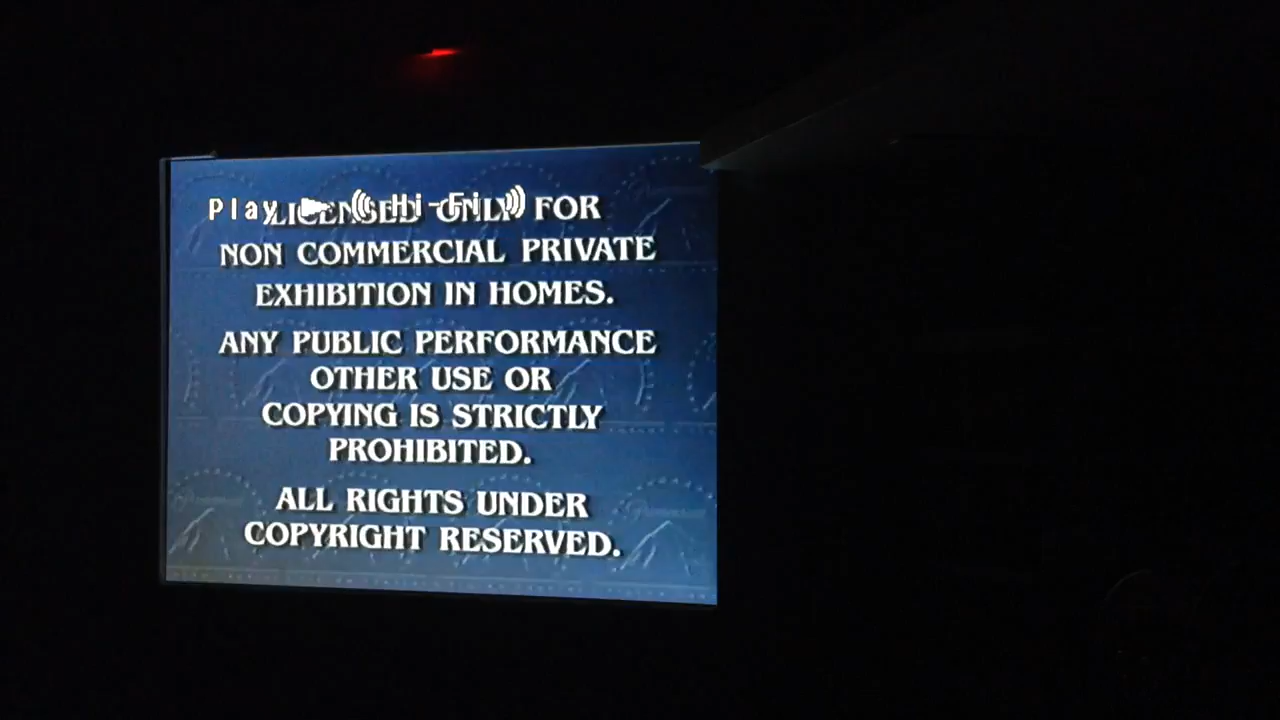 Play ► Hi-Fi
LICENSED ONLY FOR
NON COMMERCIAL PRIVATE
EXHIBITION IN HOMES.
ANY PUBLIC PERFORMANCE
OTHER USE OR
COPYING IS STRICTLY
PROHIBITED.
ALL RIGHTS UNDER
COPYRIGHT RESERVED.